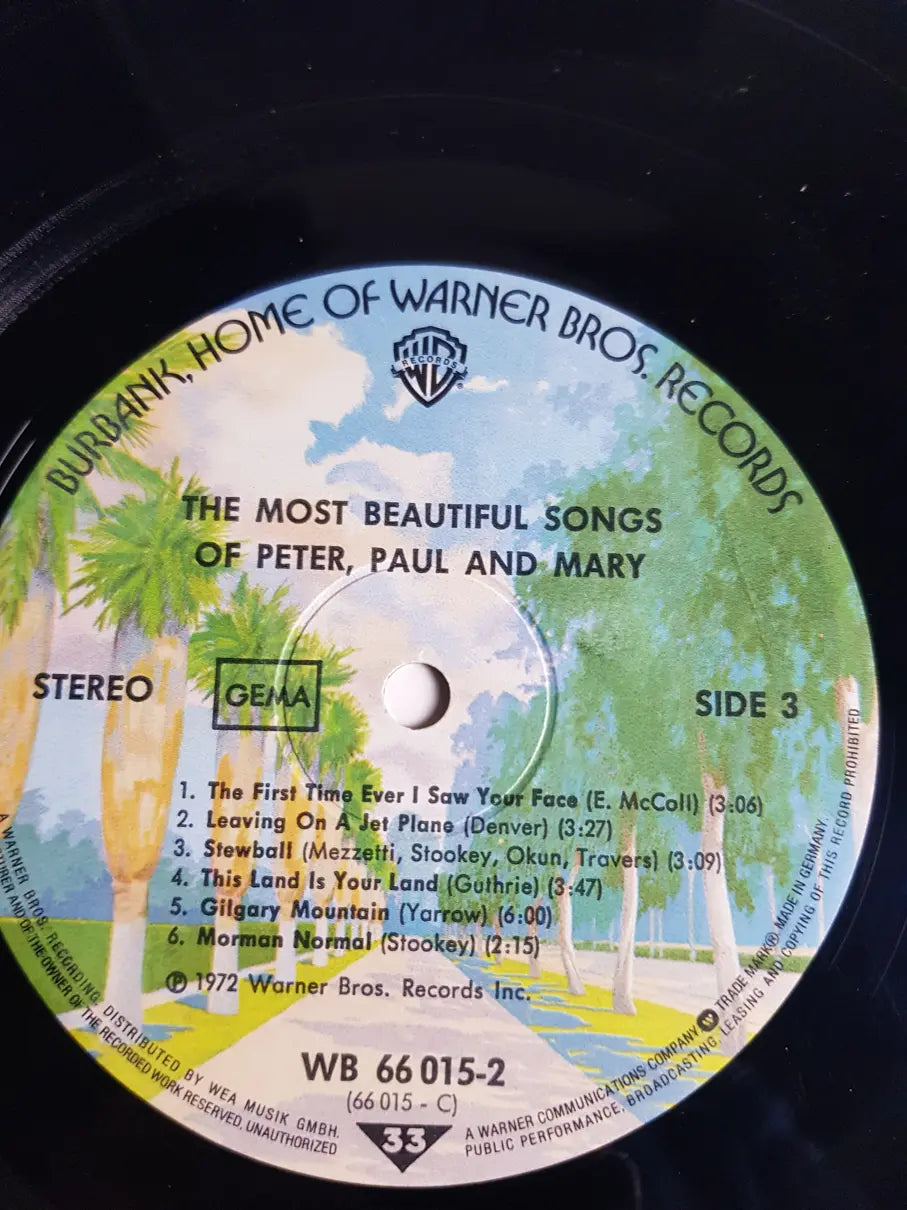 BURBANK, HOME OF WARNER BROS. RECORDS
RECORDS
THE MOST BEAUTIFUL SONGS
OF PETER, PAUL AND MARY
STEREO
GEMA
SIDE 3
1. The First Time Ever I Saw Your Face (E. McColl) (3:06)
2. Leaving On A Jet Plane (Denver) (3:27)
3. Stewball (Mezzetti, Stookey, Okun, Travers) (3:09)
4. This Land Is Your Land (Guthrie) (3:47)
5. Gilgary Mountain (Yarrow) (6:00)
6. Morman Normal (Stookey) (2:15)
℗ 1972 Warner Bros. Records Inc.
WB 66 015-2
(66 015 - C)
33
A WARNER BROS. RECORDING. DISTRIBUTED BY WEA MUSIK GMBH.
AND OF THE OWNER OF THE RECORDED WORK RESERVED. UNAUTHORIZED
A WARNER COMMUNICATIONS COMPANY TRADE MARK® MADE IN GERMANY.
PUBLIC PERFORMANCE, BROADCASTING, LEASING AND COPYING OF THIS RECORD PROHIBITED